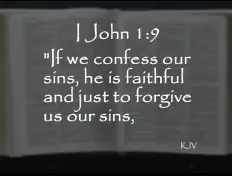 I John 1:9
"If we confess our
sins, he is faithful
and just to forgive
us our sins,
KJV